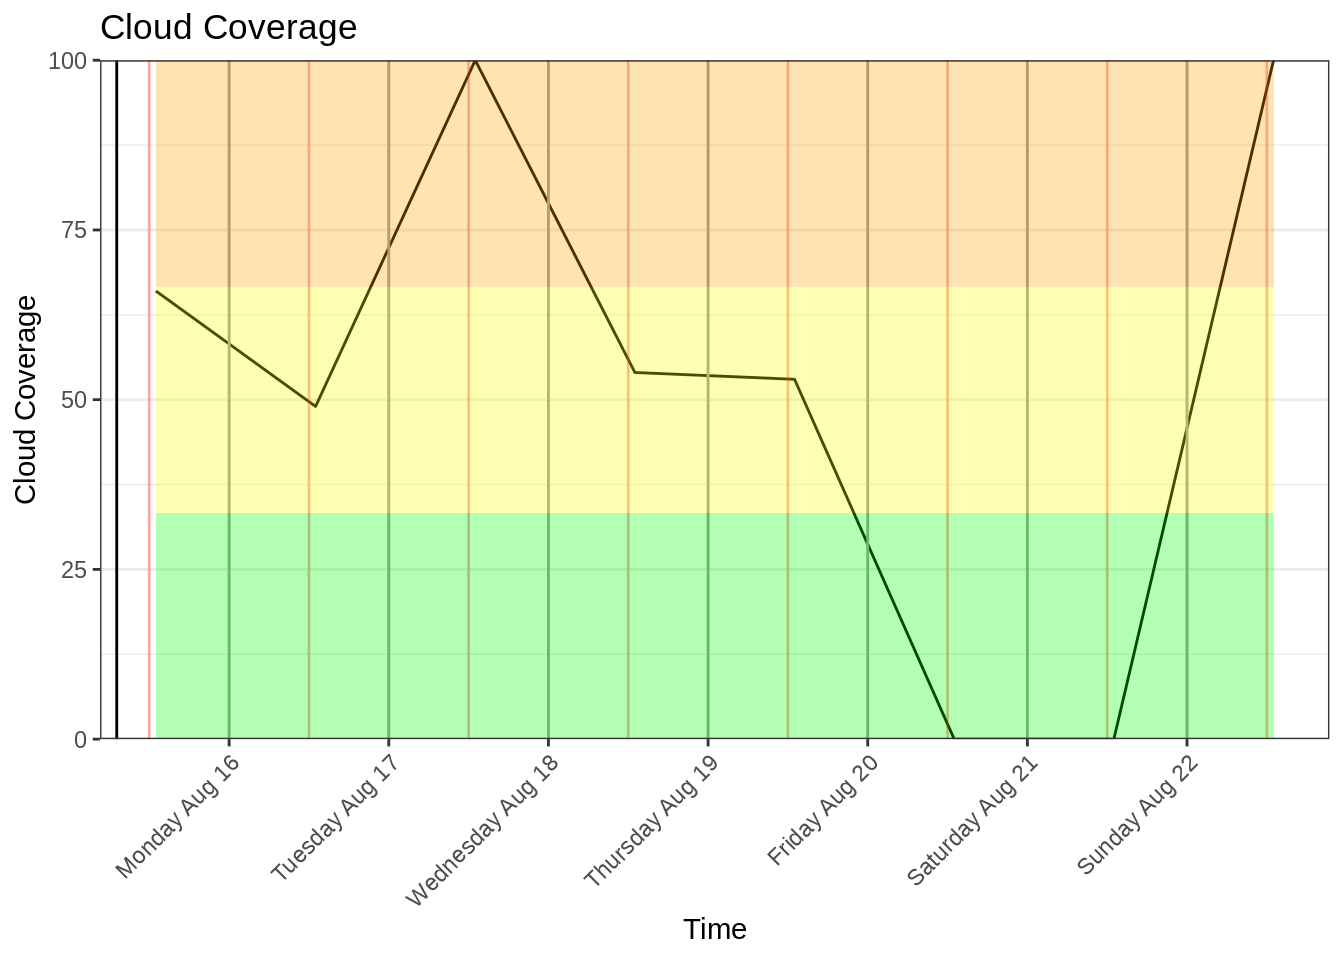 Cloud Coverage
Cloud Coverage
100
75
50
25
0
Monday Aug 16
Tuesday Aug 17
Wednesday Aug 18
Thursday Aug 19
Friday Aug 20
Saturday Aug 21
Sunday Aug 22
Time